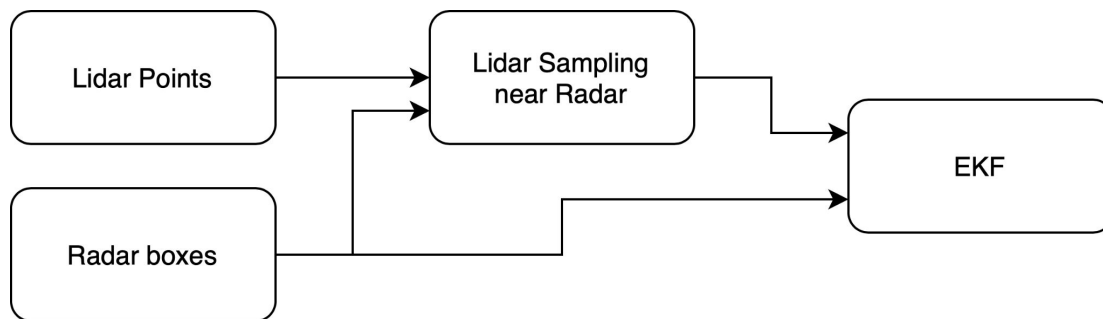 Lidar Points
Lidar Sampling
near Radar
EKF
Radar boxes